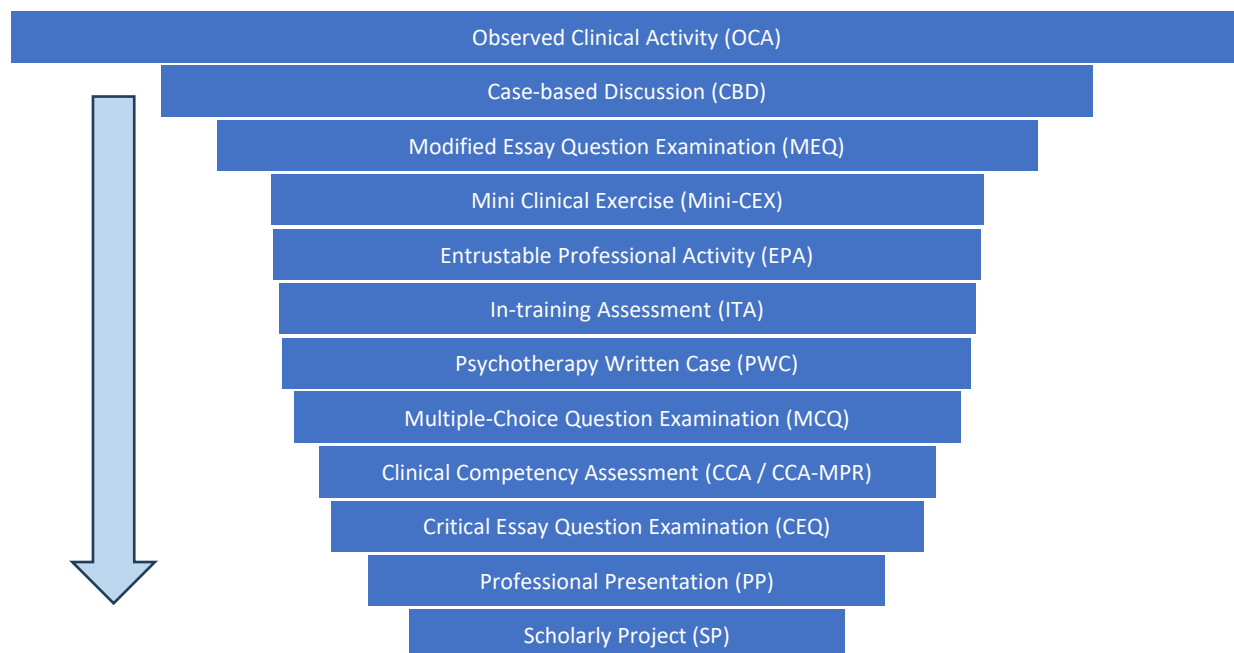 Observed Clinical Activity (OCA)
Case-based Discussion (CBD)
Modified Essay Question Examination (MEQ)
Mini Clinical Exercise (Mini-CEX)
Entrustable Professional Activity (EPA)
In-training Assessment (ITA)
Psychotherapy Written Case (PWC)
Multiple-Choice Question Examination (MCQ)
Clinical Competency Assessment (CCA / CCA-MPR)
Critical Essay Question Examination (CEQ)
Professional Presentation (PP)
Scholarly Project (SP)